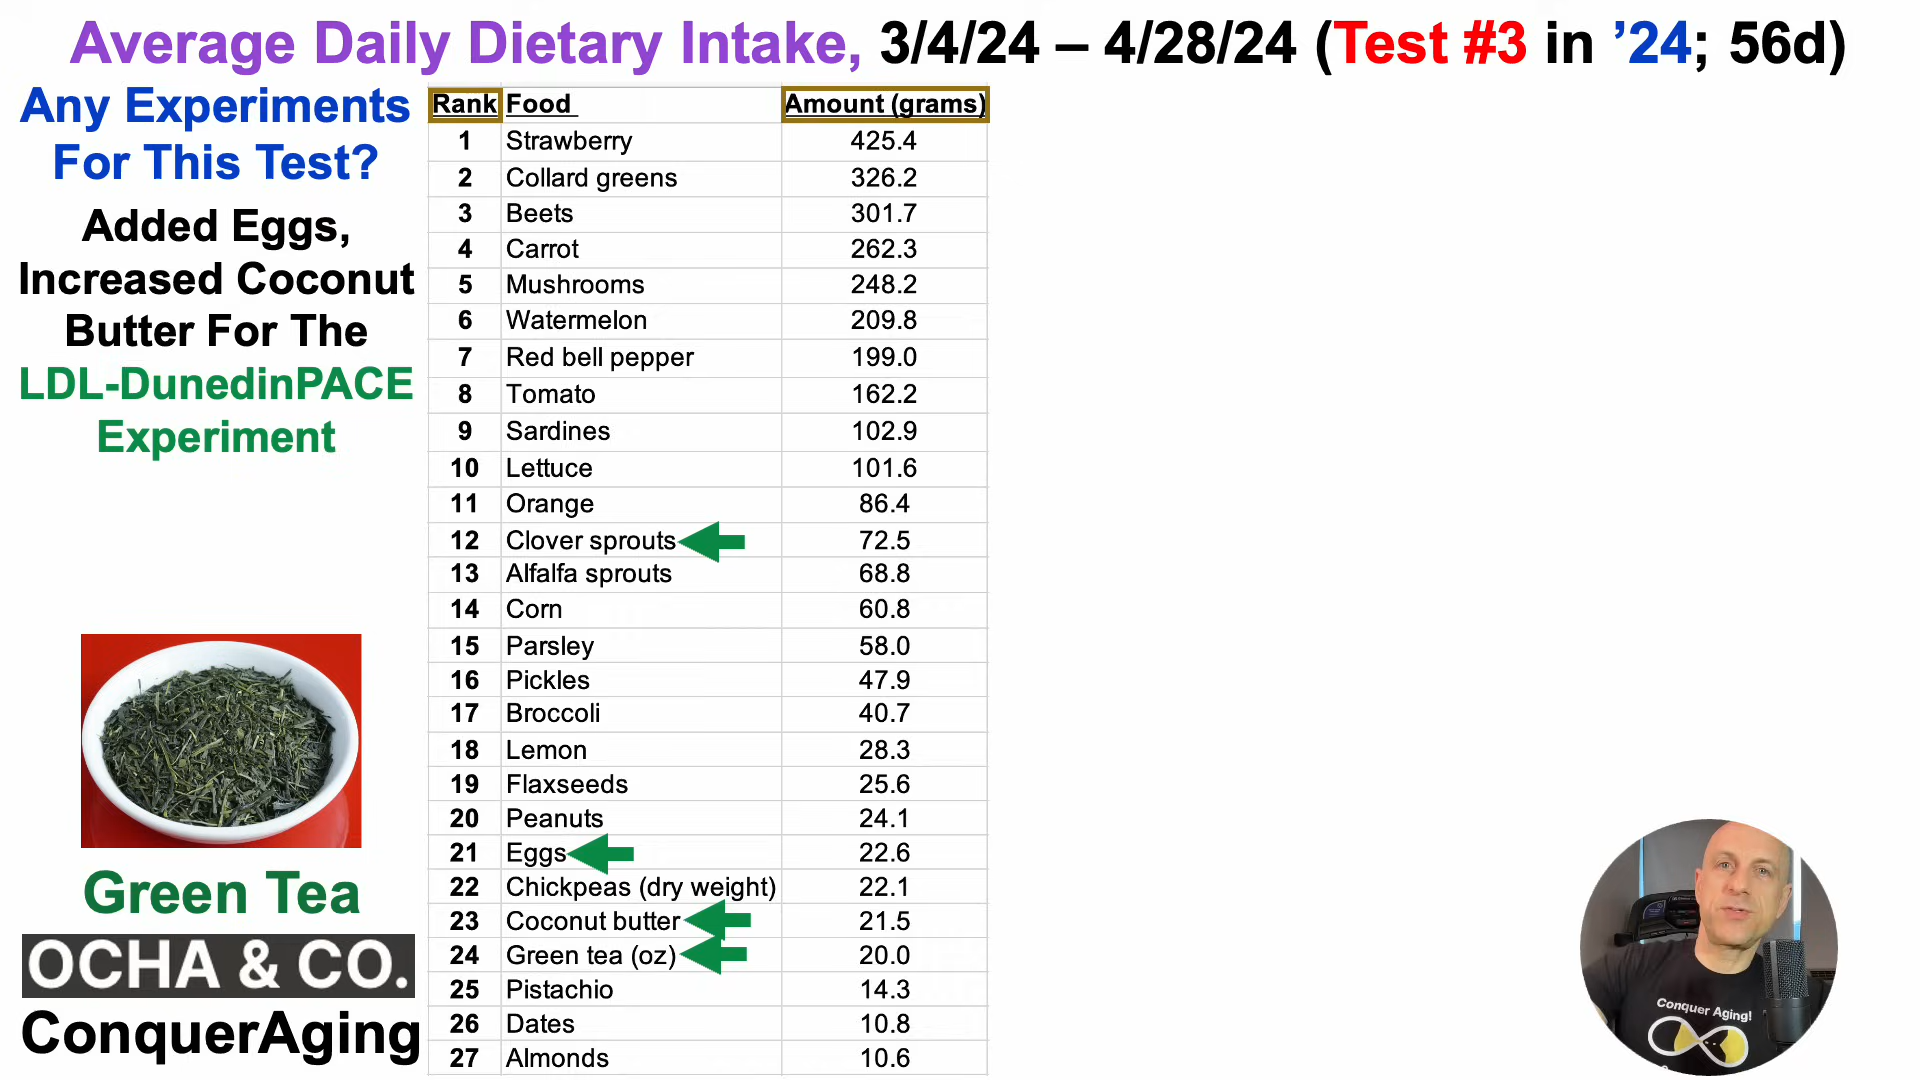 Average Daily Dietary Intake, 3/4/24 – 4/28/24 (Test #3 in ’24; 56d)
Any Experiments
For This Test?
Added Eggs,
Increased Coconut
Butter For The
LDL-DunedinPACE
Experiment
Green Tea
OCHA & CO.
ConquerAging
Rank Food Amount (grams)
1 Strawberry 425.4
2 Collard greens 326.2
3 Beets 301.7
4 Carrot 262.3
5 Mushrooms 248.2
6 Watermelon 209.8
7 Red bell pepper 199.0
8 Tomato 162.2
9 Sardines 102.9
10 Lettuce 101.6
11 Orange 86.4
12 Clover sprouts 72.5
13 Alfalfa sprouts 68.8
14 Corn 60.8
15 Parsley 58.0
16 Pickles 47.9
17 Broccoli 40.7
18 Lemon 28.3
19 Flaxseeds 25.6
20 Peanuts 24.1
21 Eggs 22.6
22 Chickpeas (dry weight) 22.1
23 Coconut butter 21.5
24 Green tea (oz) 20.0
25 Pistachio 14.3
26 Dates 10.8
27 Almonds 10.6
Conquer Aging!